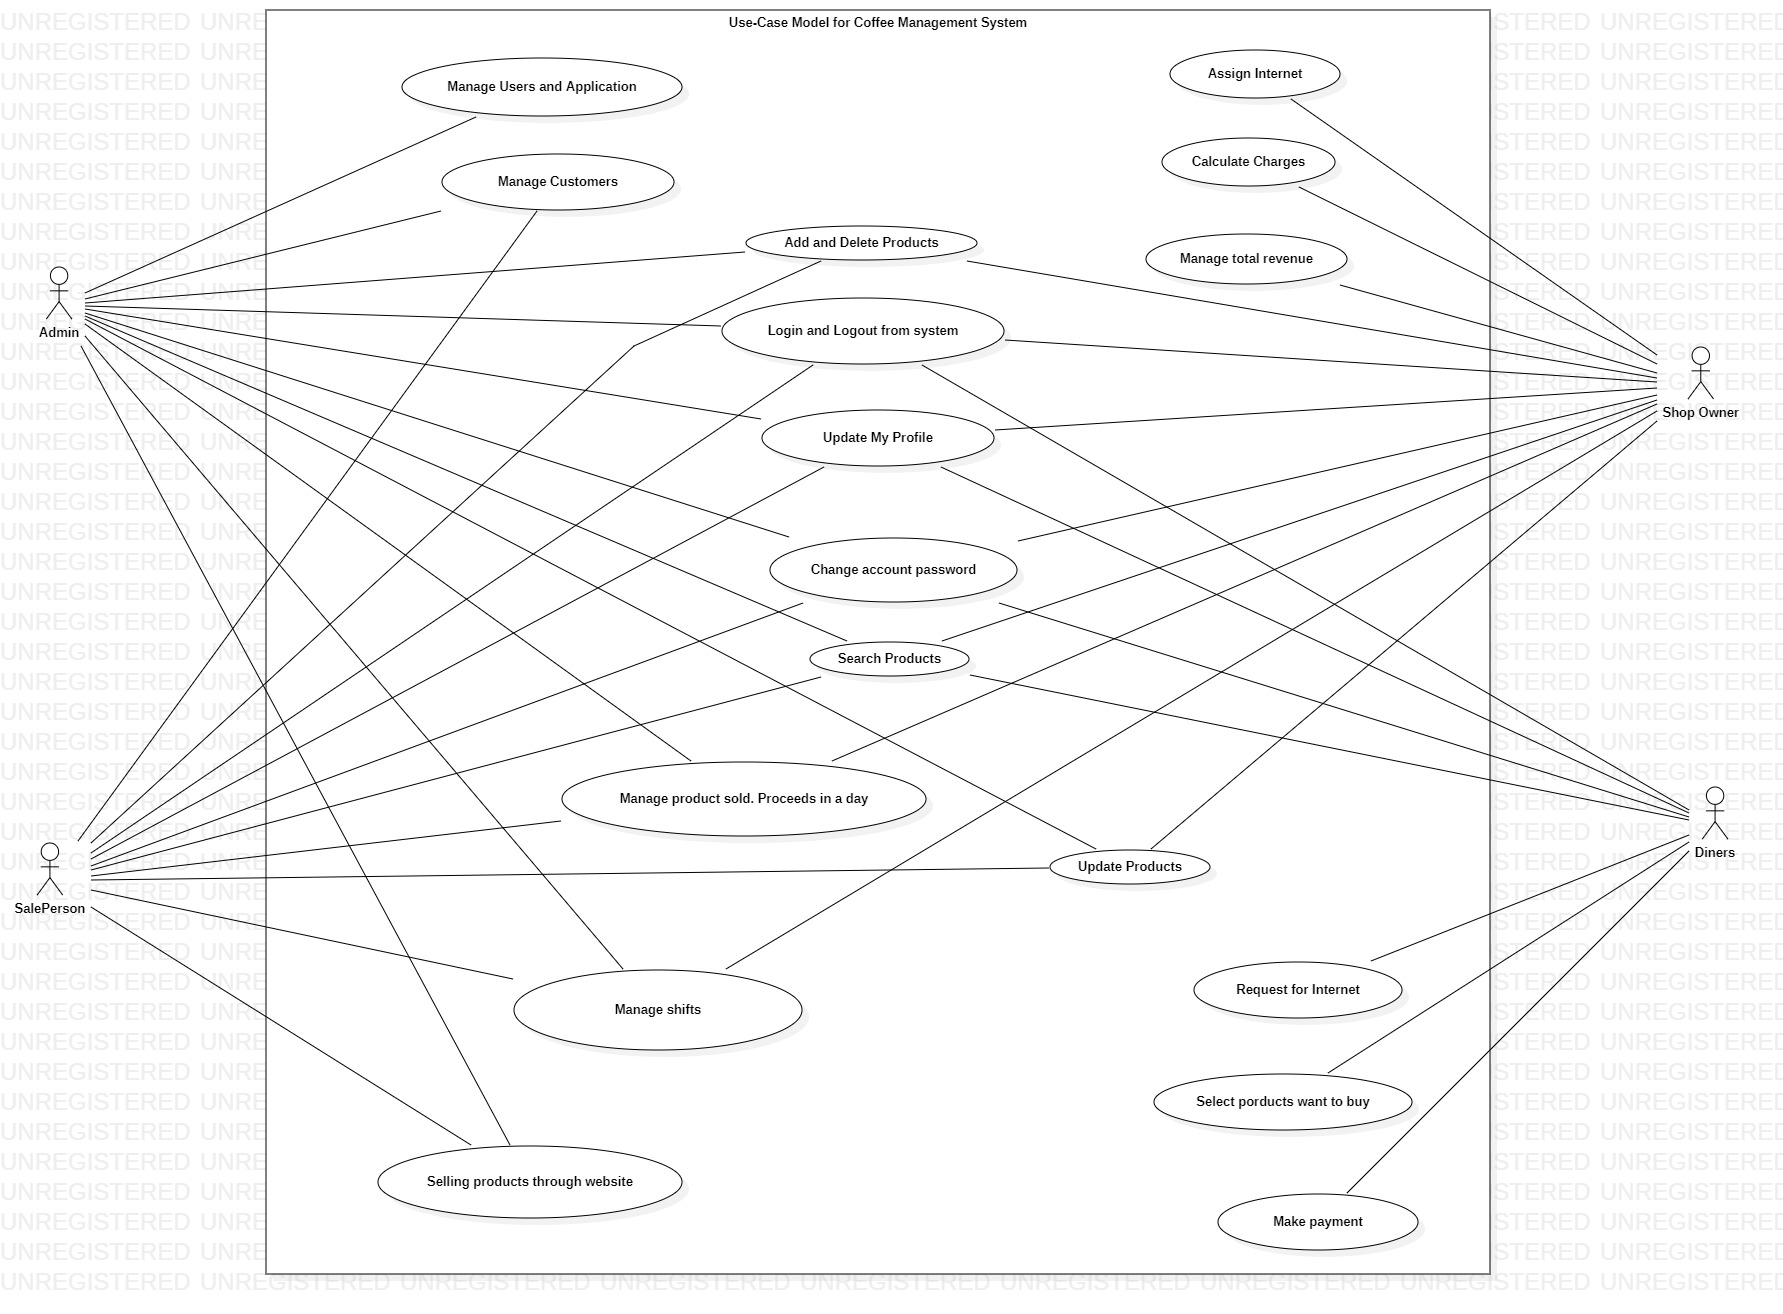 Use-Case Model for Coffee Management System
Manage Users and Application
Assign Internet
Calculate Charges
Manage Customers
Add and Delete Products
Manage total revenue
Login and Logout from system
Admin
Shop Owner
Update My Profile
Change account password
Search Products
Manage product sold. Proceeds in a day
Update Products
Diners
SalePerson
Request for Internet
Manage shifts
Select porducts want to buy
Selling products through website
Make payment
UNREGISTERED UNREGISTERED UNREGISTERED UNREGISTERED UNREGISTERED UNREGISTERED UNREGISTERED UNREGISTERED UNREGISTERED